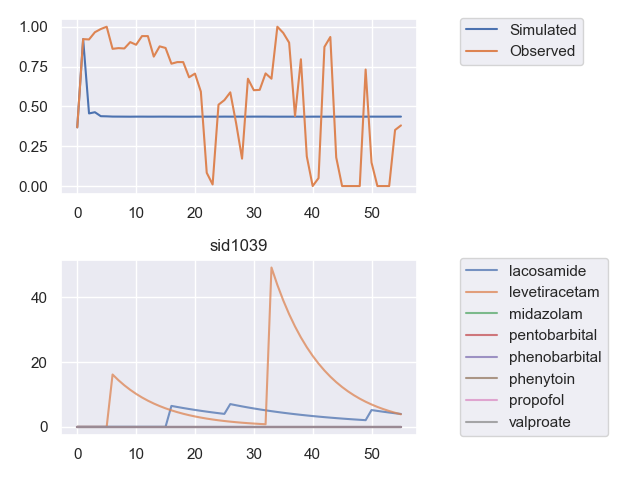 1.00
0.75
0.50
0.25
0.00
0 10 20 30 40 50
Simulated
Observed
sid1039
40
20
0
0 10 20 30 40 50
lacosamide
levetiracetam
midazolam
pentobarbital
phenobarbital
phenytoin
propofol
valproate